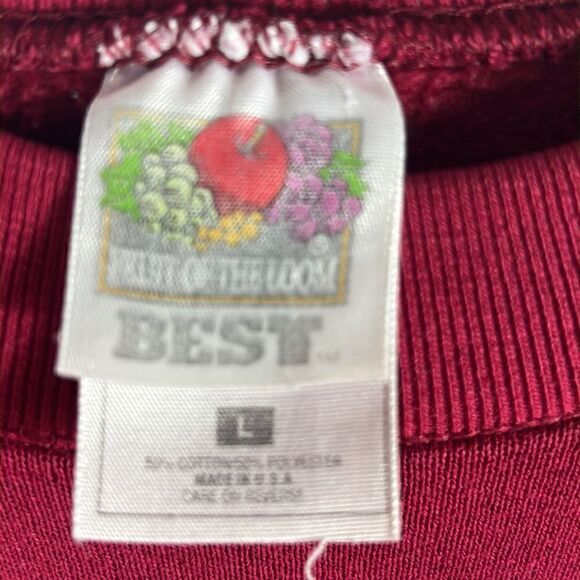 FRUIT OF THE LOOM
®
BEST
L
50% COTTON/50% POLYESTER
MADE IN U.S.A
CARE ON REVERSE